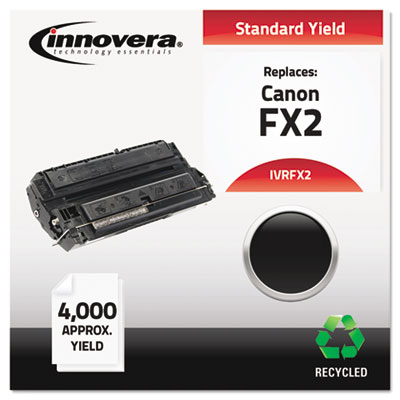 innovera
technology essentials
Standard Yield
Replaces:
Canon
FX2
IVRFX2
4,000
APPROX.
YIELD
RECYCLED